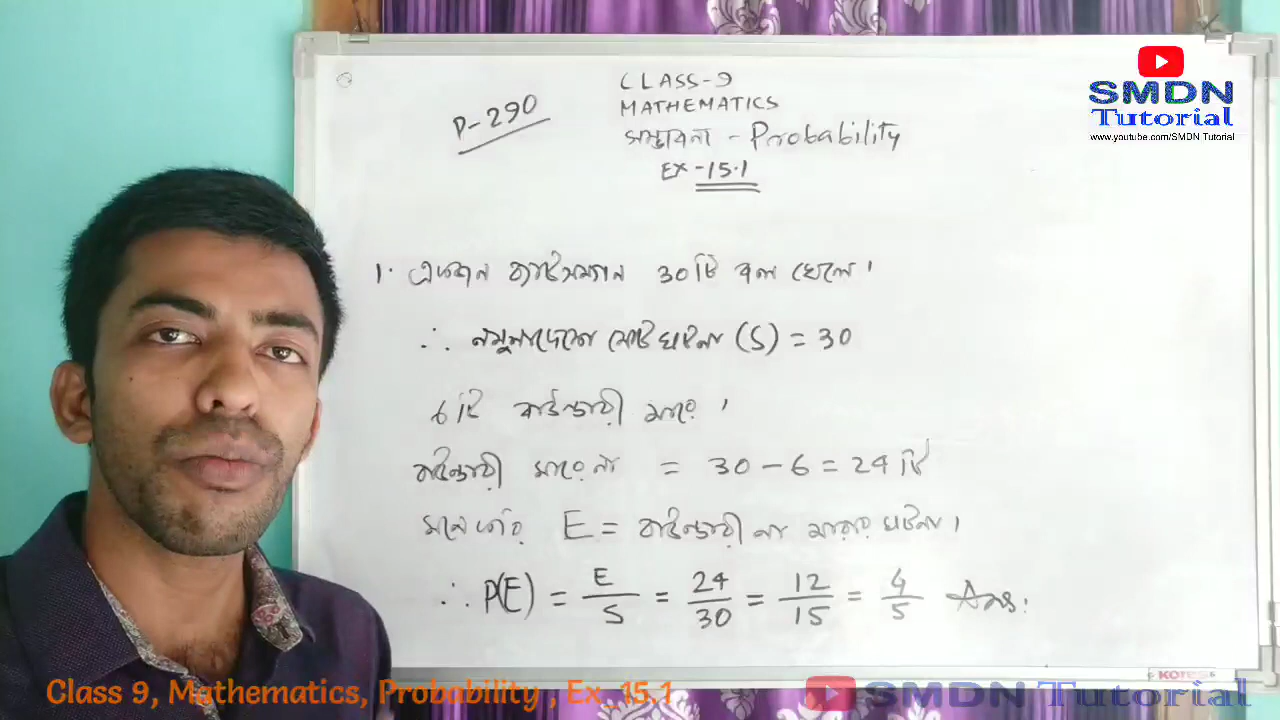 SMDN
Tutorial
www.youtube.com/SMDN Tutorial
P-290
CLASS-9
MATHEMATICS
সম্ভাবনা - Probability
EX-15.1
1. একজন ব্যাটসম্যান 30টি বল খেলে।
∴ নমুনাদেশে মোট ঘটনা (S) = 30
6টি বাউন্ডারী মারে।
বাউন্ডারী মারে না = 30 - 6 = 24 টি
মনে করি E = বাউন্ডারী না মারার ঘটনা।
∴ P(E) = E/S = 24/30 = 12/15 = 4/5 Ans.
KORES
Class 9, Mathematics, Probability , Ex_15.1
SMDN Tutorial